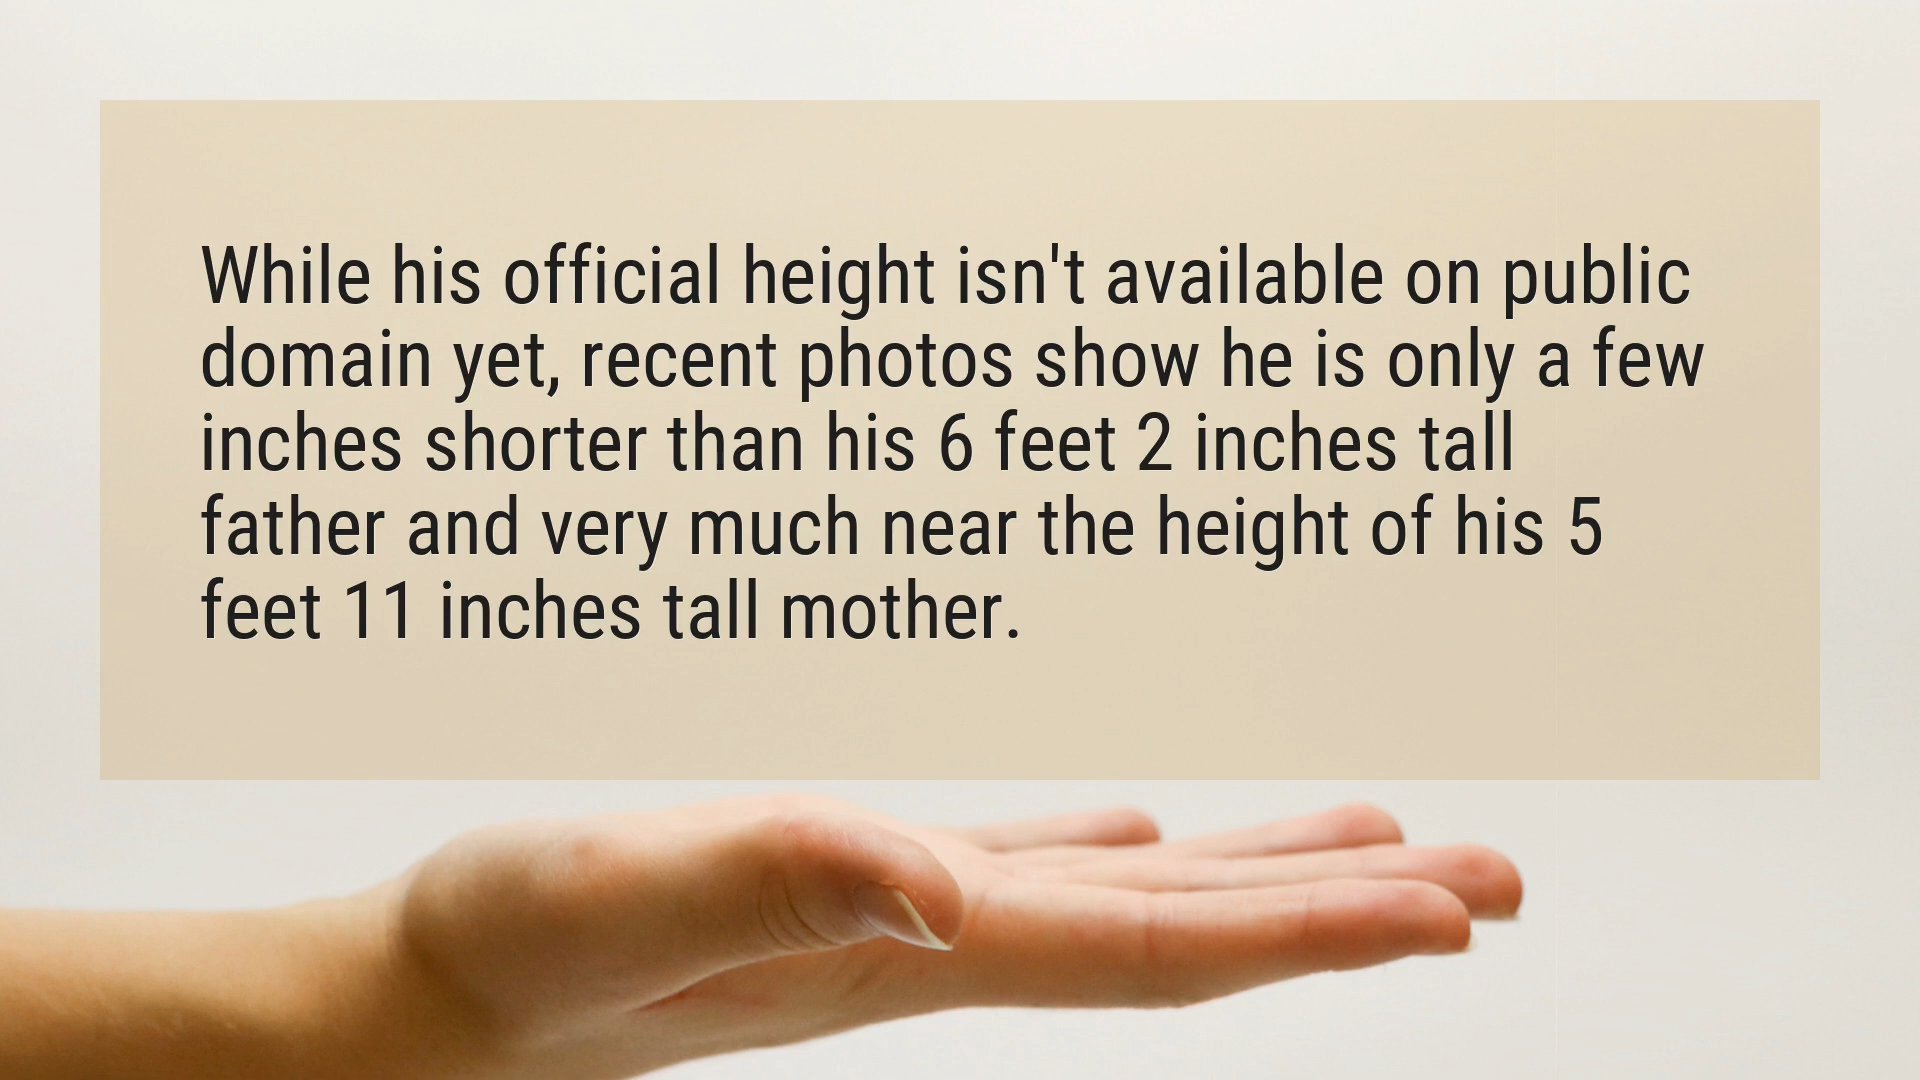 While his official height isn't available on public
domain yet, recent photos show he is only a few
inches shorter than his 6 feet 2 inches tall
father and very much near the height of his 5
feet 11 inches tall mother.